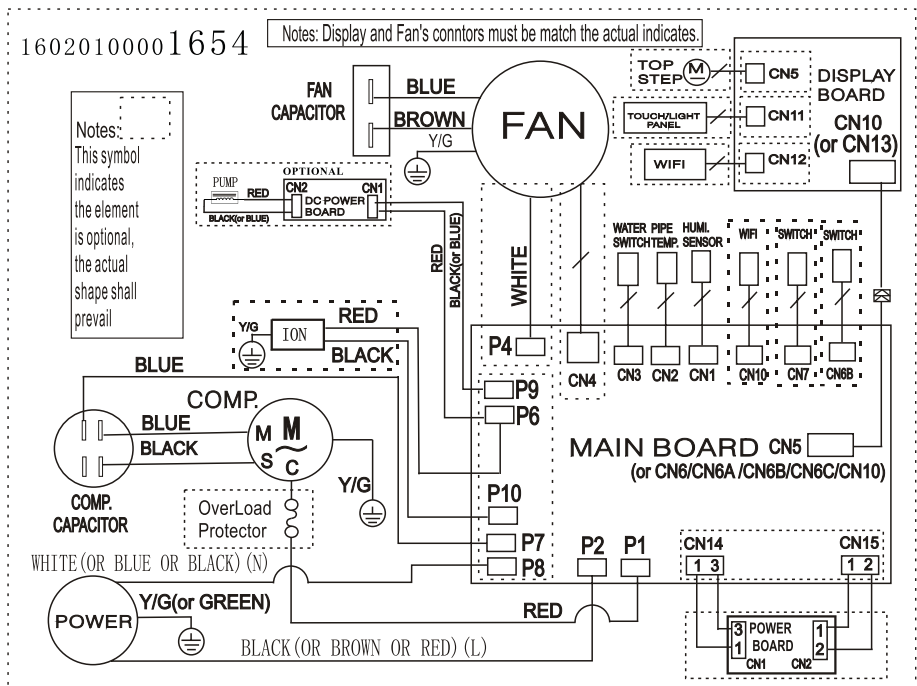 16020100001654
Notes: Display and Fan's conntors must be match the actual indicates.
Notes:
This symbol
indicates
the element
is optional,
the actual
shape shall
prevail
FAN
CAPACITOR
BLUE
BROWN
Y/G
FAN
TOP
STEP
M
CN5
TOUCH/LIGHT
PANEL
CN11
WIFI
CN12
DISPLAY
BOARD
CN10
(or CN13)
OPTIONAL
PUMP
RED
BLACK(or BLUE)
CN2
CN1
DC POWER
BOARD
RED
BLACK(or BLUE)
WHITE
WATER
SWITCH
PIPE
TEMP.
HUMI.
SENSOR
WIFI
SWITCH
SWITCH
CN3
CN2
CN1
CN10
CN7
CN6B
Y/G
ION
RED
BLACK
P4
CN4
P9
P6
P10
P7
P8
P2
P1
MAIN BOARD
CN5
(or CN6/CN6A /CN6B/CN6C/CN10)
BLUE
COMP.
BLUE
BLACK
M
S
M
C
Y/G
COMP.
CAPACITOR
OverLoad
Protector
WHITE(OR BLUE OR BLACK)(N)
POWER
Y/G(or GREEN)
BLACK(OR BROWN OR RED)(L)
RED
CN14
1 3
CN15
1 2
3
1
POWER
BOARD
CN1
CN2
1
2